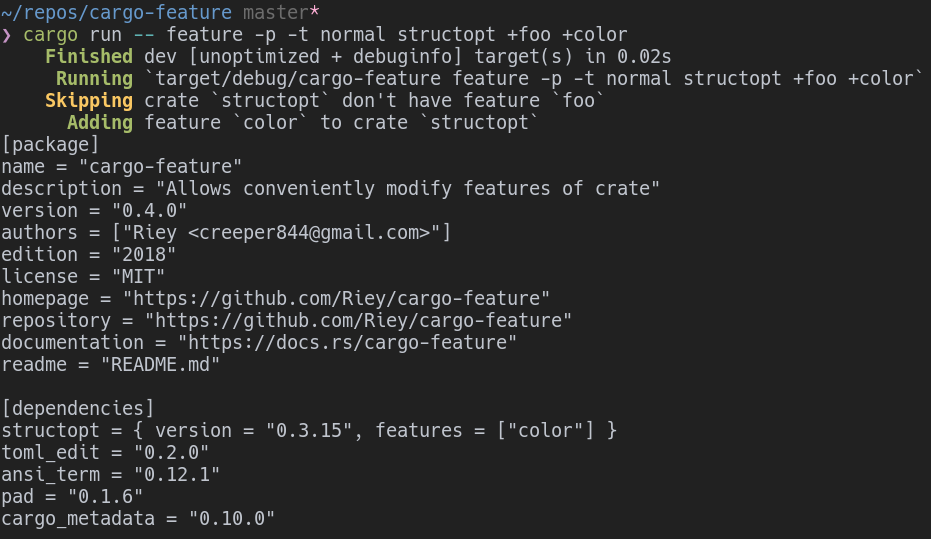 ~/repos/cargo-feature master*
❯ cargo run -- feature -p -t normal structopt +foo +color
    Finished dev [unoptimized + debuginfo] target(s) in 0.02s
     Running `target/debug/cargo-feature feature -p -t normal structopt +foo +color`
    Skipping crate `structopt` don't have feature `foo`
      Adding feature `color` to crate `structopt`
[package]
name = "cargo-feature"
description = "Allows conveniently modify features of crate"
version = "0.4.0"
authors = ["Riey <creeper844@gmail.com>"]
edition = "2018"
license = "MIT"
homepage = "https://github.com/Riey/cargo-feature"
repository = "https://github.com/Riey/cargo-feature"
documentation = "https://docs.rs/cargo-feature"
readme = "README.md"

[dependencies]
structopt = { version = "0.3.15", features = ["color"] }
toml_edit = "0.2.0"
ansi_term = "0.12.1"
pad = "0.1.6"
cargo_metadata = "0.10.0"